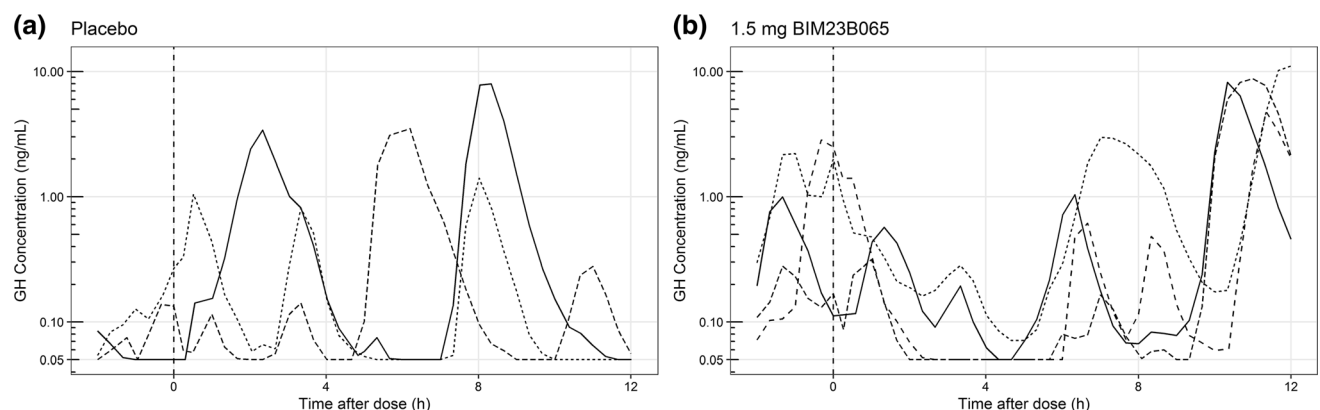 (a) Placebo
GH Concentration (ng/mL)
10.00
1.00
0.10
0.05
0 4 8 12
Time after dose (h)
(b) 1.5 mg BIM23B065
GH Concentration (ng/mL)
10.00
1.00
0.10
0.05
0 4 8 12
Time after dose (h)